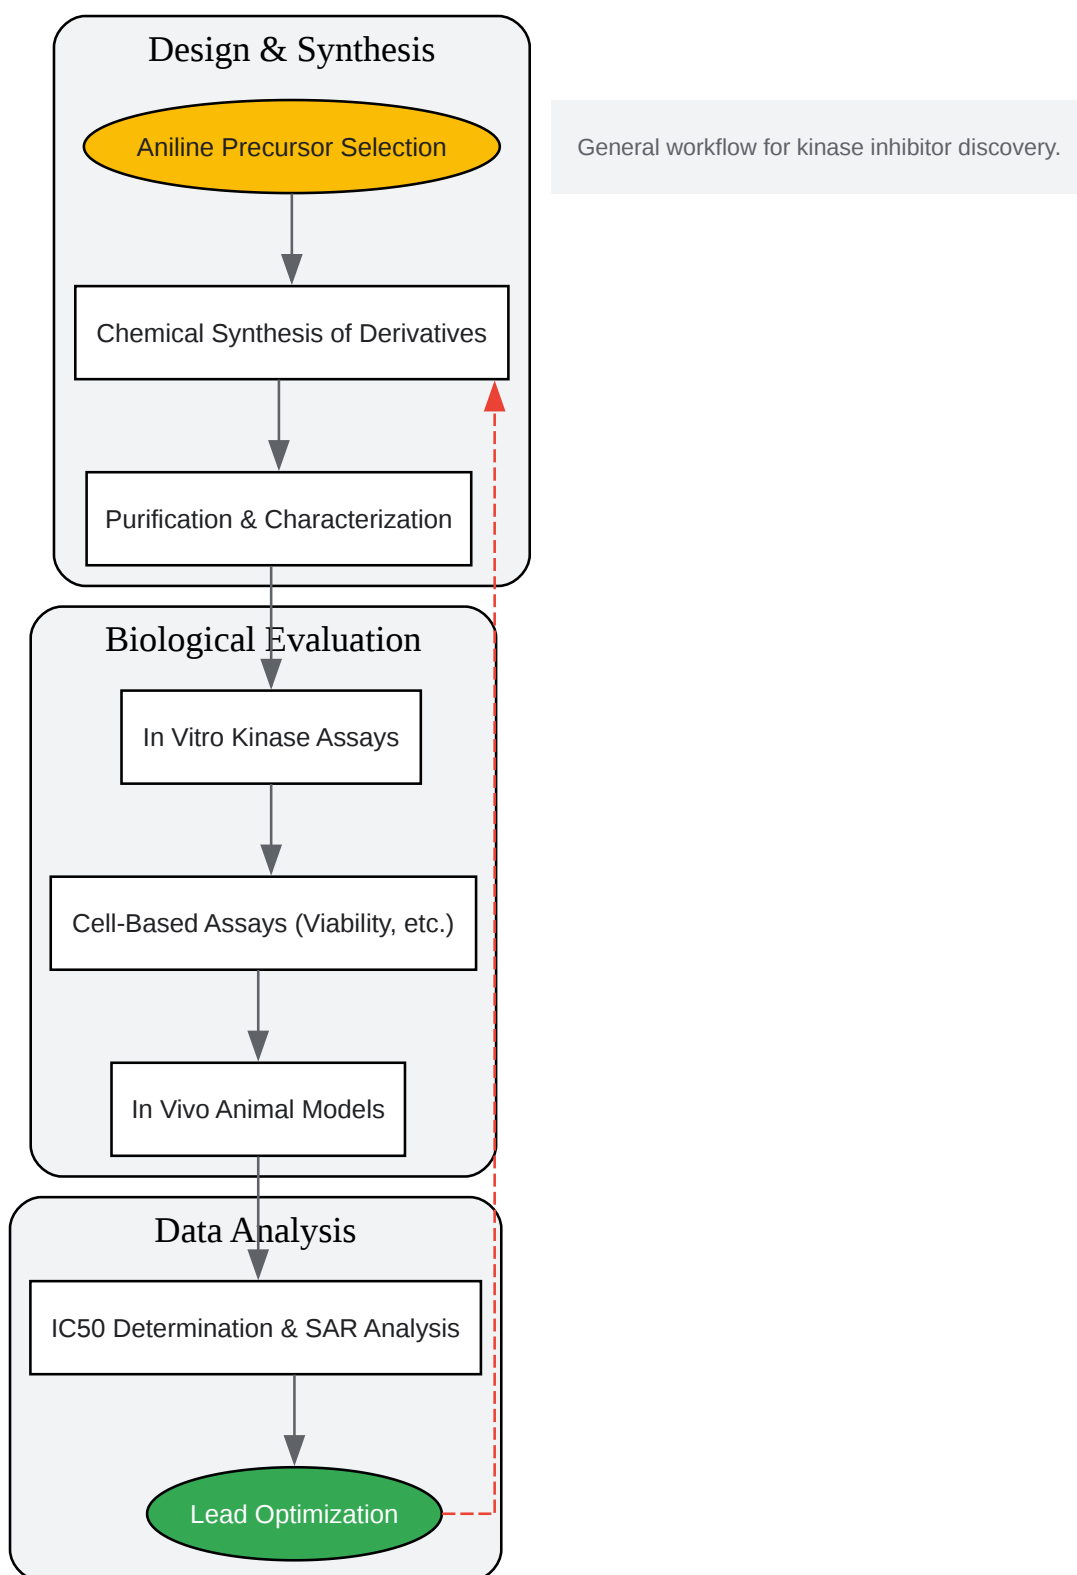 Design & Synthesis
Aniline Precursor Selection
General workflow for kinase inhibitor discovery.
Chemical Synthesis of Derivatives
Purification & Characterization
Biological Evaluation
In Vitro Kinase Assays
Cell-Based Assays (Viability, etc.)
In Vivo Animal Models
Data Analysis
IC50 Determination & SAR Analysis
Lead Optimization